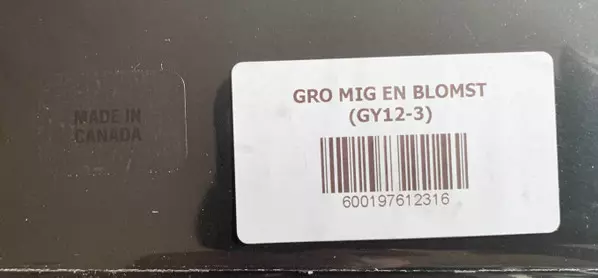 MADE IN
CANADA
GRO MIG EN BLOMST
(GY12-3)
600197612316